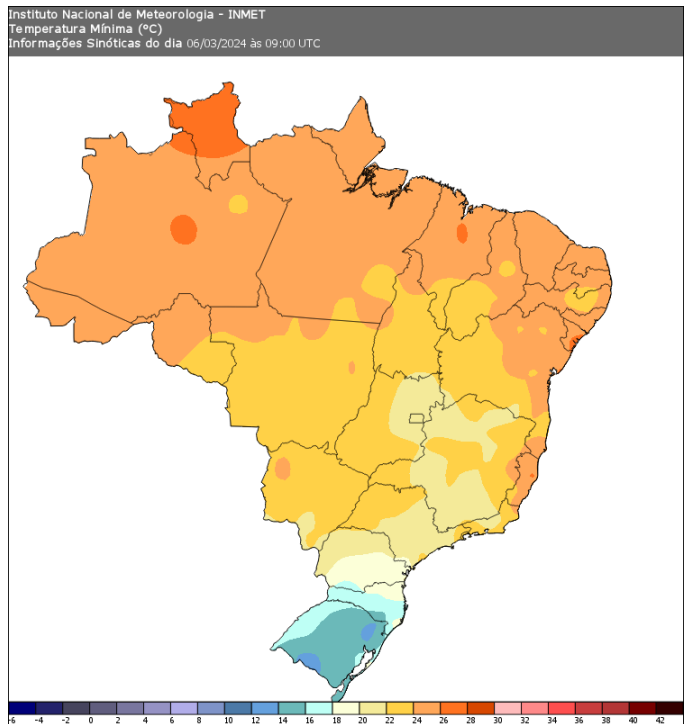 Instituto Nacional de Meteorologia - INMET
Temperatura Mínima (ºC)
Informações Sinóticas do dia 06/03/2024 às 09:00 UTC
-6 -4 -2 0 2 4 6 8 10 12 14 16 18 20 22 24 26 28 30 32 34 36 38 40 42